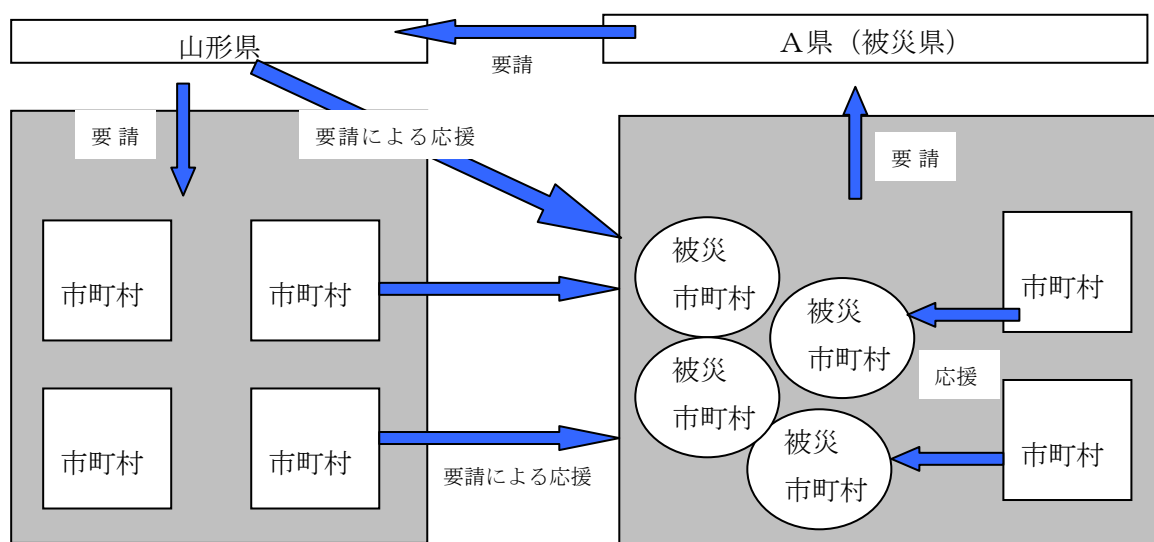 山形県
A県（被災県）
要請
要請
要請による応援
要請
市町村
市町村
市町村
市町村
要請による応援
被災
市町村
被災
市町村
被災
市町村
被災
市町村
市町村
応援
市町村